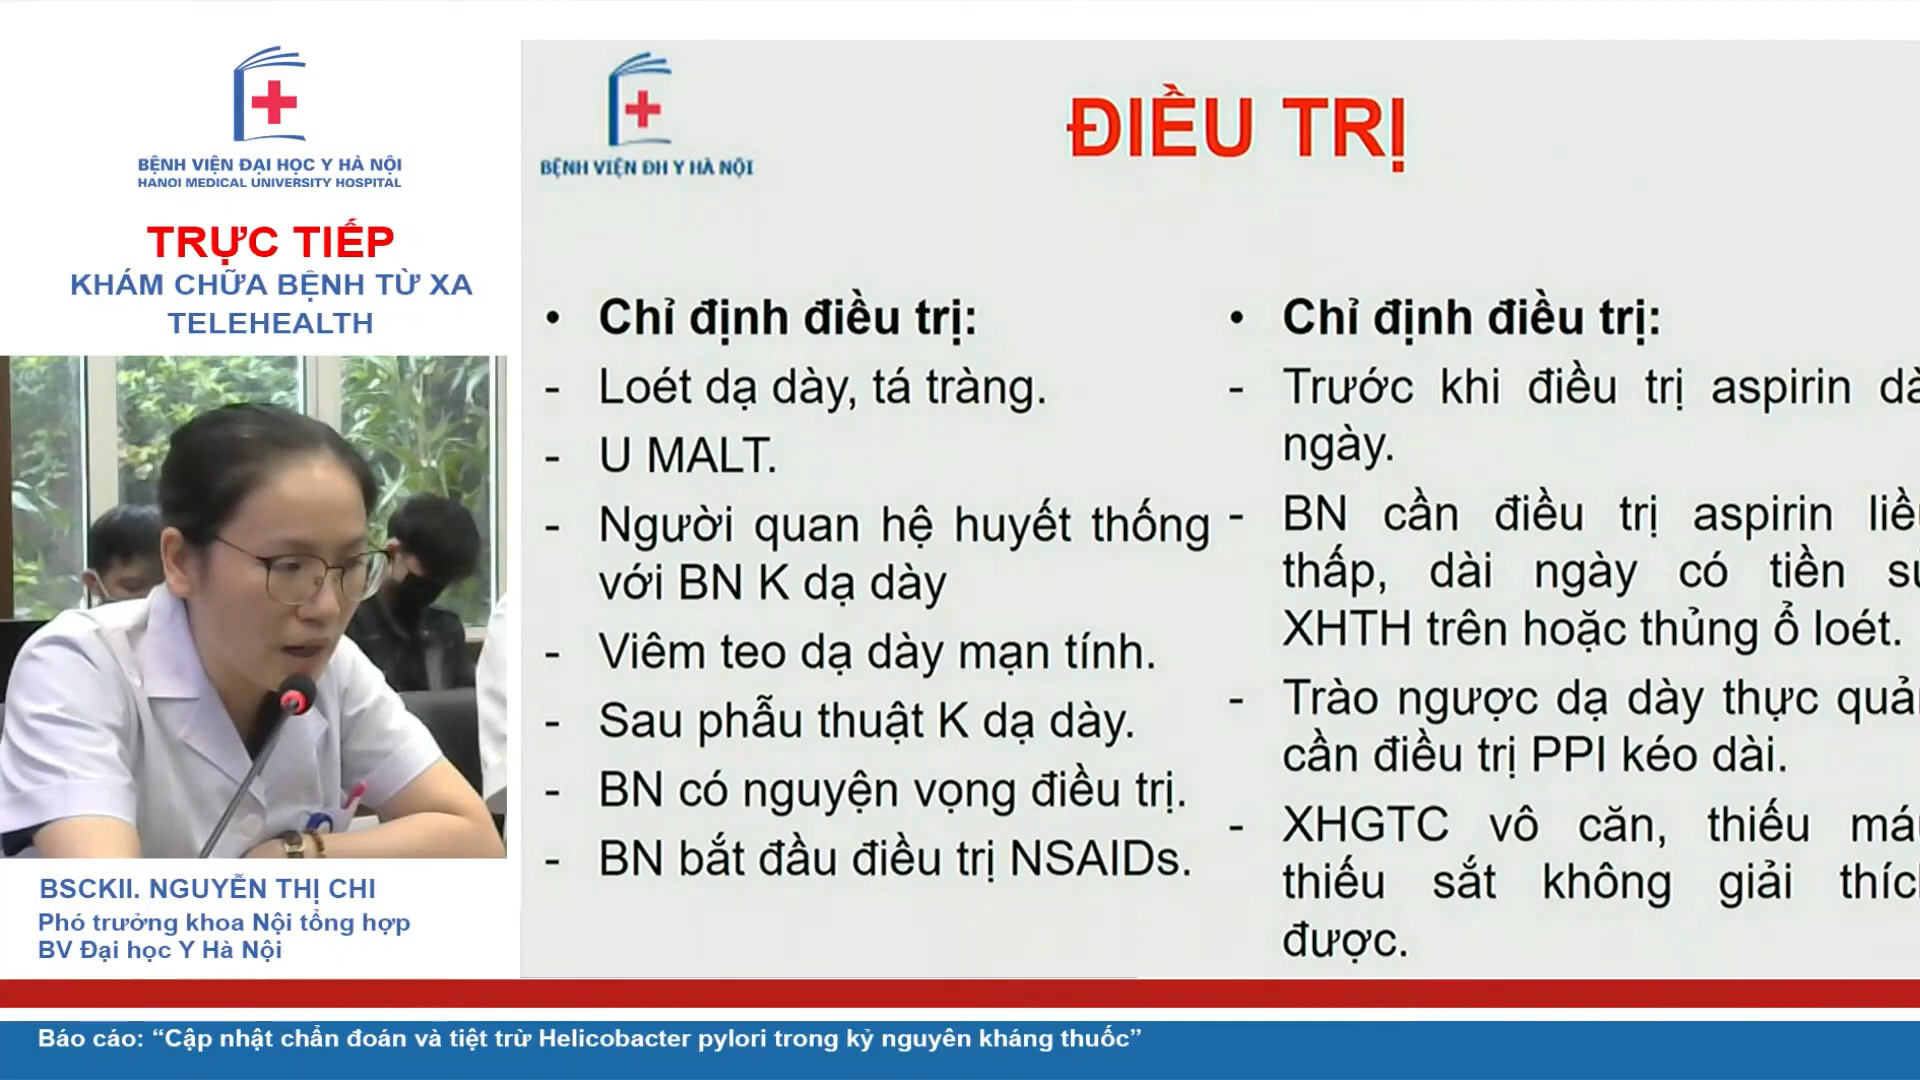 BỆNH VIỆN ĐẠI HỌC Y HÀ NỘI
HANOI MEDICAL UNIVERSITY HOSPITAL
TRỰC TIẾP
KHÁM CHỮA BỆNH TỪ XA
TELEHEALTH
BSCKII. NGUYỄN THỊ CHI
Phó trưởng khoa Nội tổng hợp
BV Đại học Y Hà Nội
BỆNH VIỆN ĐH Y HÀ NỘI
ĐIỀU TRỊ
• Chỉ định điều trị:
- Loét dạ dày, tá tràng.
- U MALT.
- Người quan hệ huyết thống
với BN K dạ dày
- Viêm teo dạ dày mạn tính.
- Sau phẫu thuật K dạ dày.
- BN có nguyện vọng điều trị.
- BN bắt đầu điều trị NSAIDs.
• Chỉ định điều trị:
- Trước khi điều trị aspirin
ngày.
- BN cần điều trị aspirin
thấp, dài ngày có tiền
XHTH trên hoặc thủng ổ loét.
- Trào ngược dạ dày thực
cần điều trị PPI kéo dài.
- XHGTC vô căn, thiếu
thiếu sắt không giải
được.
Báo cáo: “Cập nhật chẩn đoán và tiệt trừ Helicobacter pylori trong kỷ nguyên kháng thuốc”